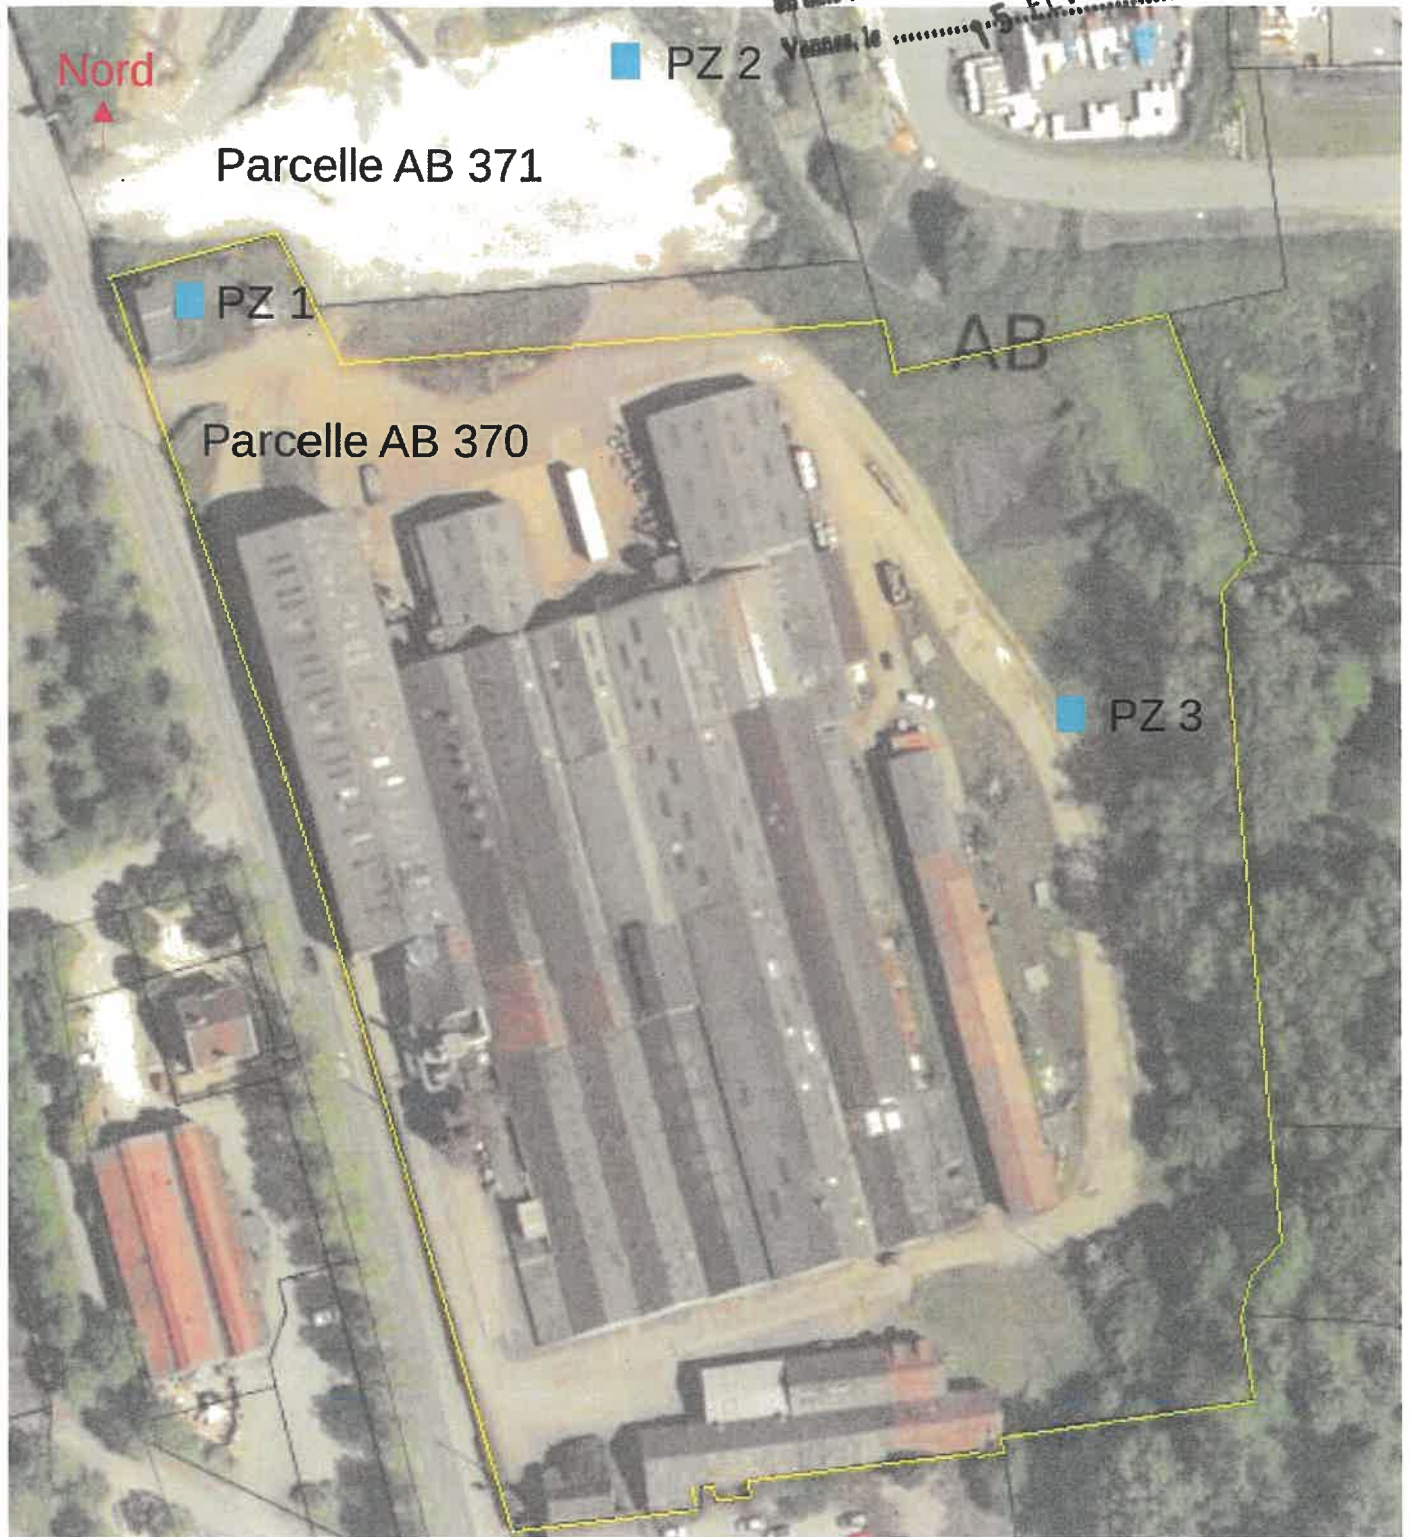 Vannes, le
PZ 2
Nord
Parcelle AB 371
PZ 1
AB
Parcelle AB 370
PZ 3